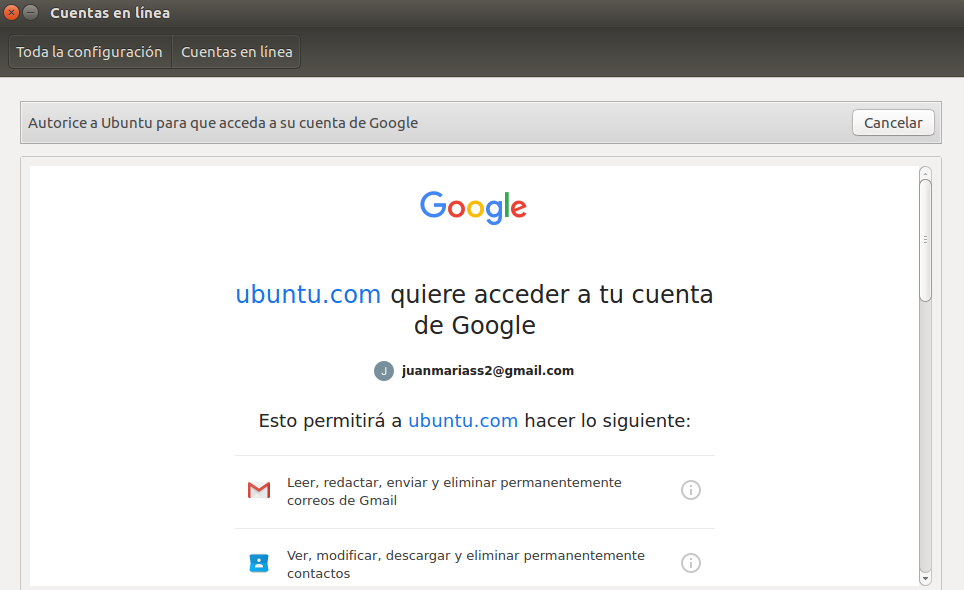 Cuentas en línea
Toda la configuración Cuentas en línea
Autorice a Ubuntu para que acceda a su cuenta de Google Cancelar
Google
ubuntu.com quiere acceder a tu cuenta
de Google
J juanmariass2@gmail.com
Esto permitirá a ubuntu.com hacer lo siguiente:
Leer, redactar, enviar y eliminar permanentemente
correos de Gmail
Ver, modificar, descargar y eliminar permanentemente
contactos